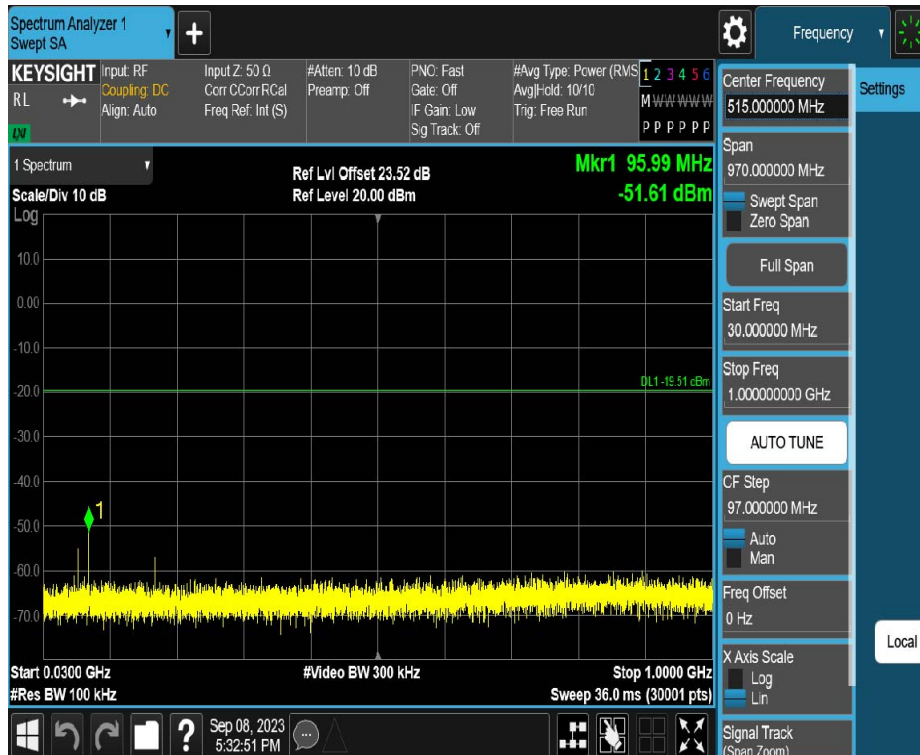 Spectrum Analyzer 1
Swept SA
+
Frequency
KEYSIGHT
RL
LXI
Input: RF
Coupling: DC
Align: Auto
Input Z: 50 Ω
Corr CCorr RCal
Freq Ref: Int (S)
#Atten: 10 dB
Preamp: Off
PNO: Fast
Gate: Off
IF Gain: Low
Sig Track: Off
#Avg Type: Power (RMS
Avg|Hold: 10/10
Trig: Free Run
1 2 3 4 5 6
M W W W W W
P P P P P P
1 Spectrum
Scale/Div 10 dB
Log
Ref Lvl Offset 23.52 dB
Ref Level 20.00 dBm
Mkr1 95.99 MHz
-51.61 dBm
10.0
0.00
-10.0
-20.0
-30.0
-40.0
-50.0
-60.0
-70.0
DL1 -19.51 dBm
1
Start 0.0300 GHz
#Res BW 100 kHz
#Video BW 300 kHz
Stop 1.0000 GHz
Sweep 36.0 ms (30001 pts)
?
Sep 08, 2023
5:32:51 PM
Center Frequency
515.000000 MHz
Span
970.000000 MHz
Swept Span
Zero Span
Full Span
Start Freq
30.000000 MHz
Stop Freq
1.000000000 GHz
AUTO TUNE
CF Step
97.000000 MHz
Auto
Man
Freq Offset
0 Hz
X Axis Scale
Log
Lin
Signal Track
(Span Zoom)
Settings
Local